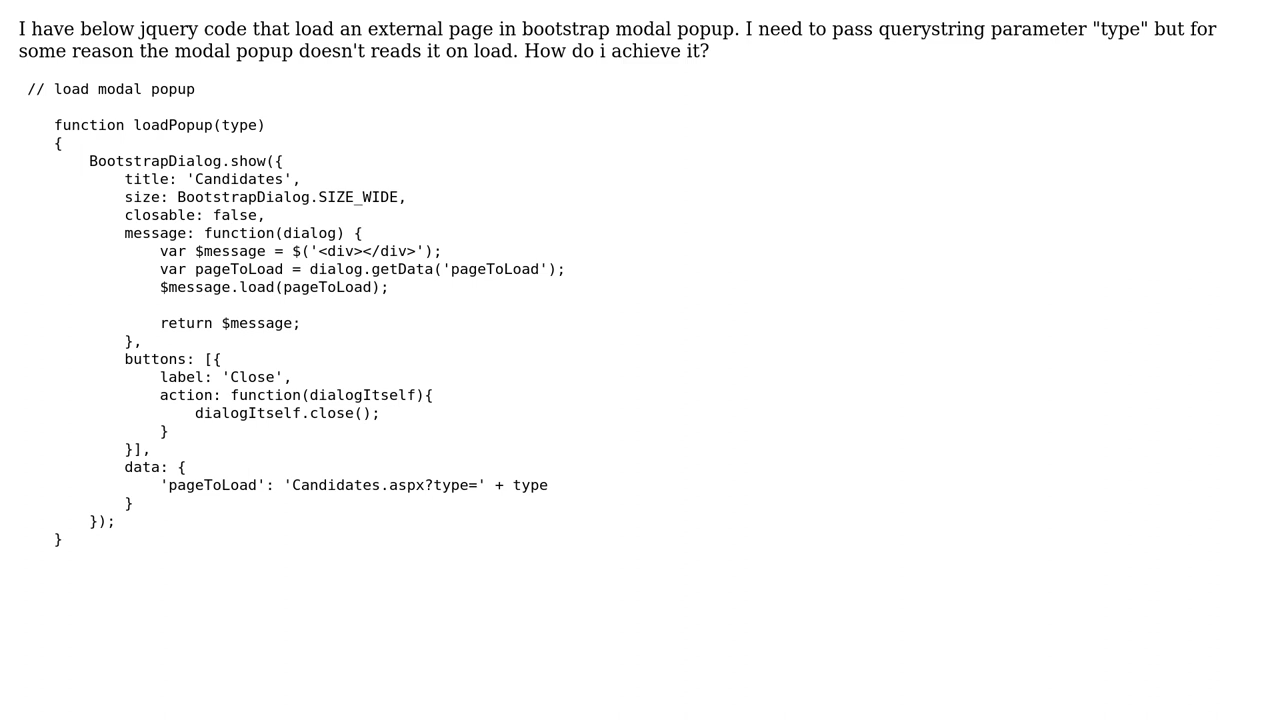 I have below jquery code that load an external page in bootstrap modal popup. I need to pass querystring parameter "type" but for
some reason the modal popup doesn't reads it on load. How do i achieve it?
// load modal popup
function loadPopup(type)
{
BootstrapDialog.show({
title: 'Candidates',
size: BootstrapDialog.SIZE_WIDE,
closable: false,
message: function(dialog) {
var $message = $('<div></div>');
var pageToLoad = dialog.getData('pageToLoad');
$message.load(pageToLoad);
return $message;
},
buttons: [{
label: 'Close',
action: function(dialogItself){
dialogItself.close();
}
}],
data: {
'pageToLoad': 'Candidates.aspx?type=' + type
}
});
}